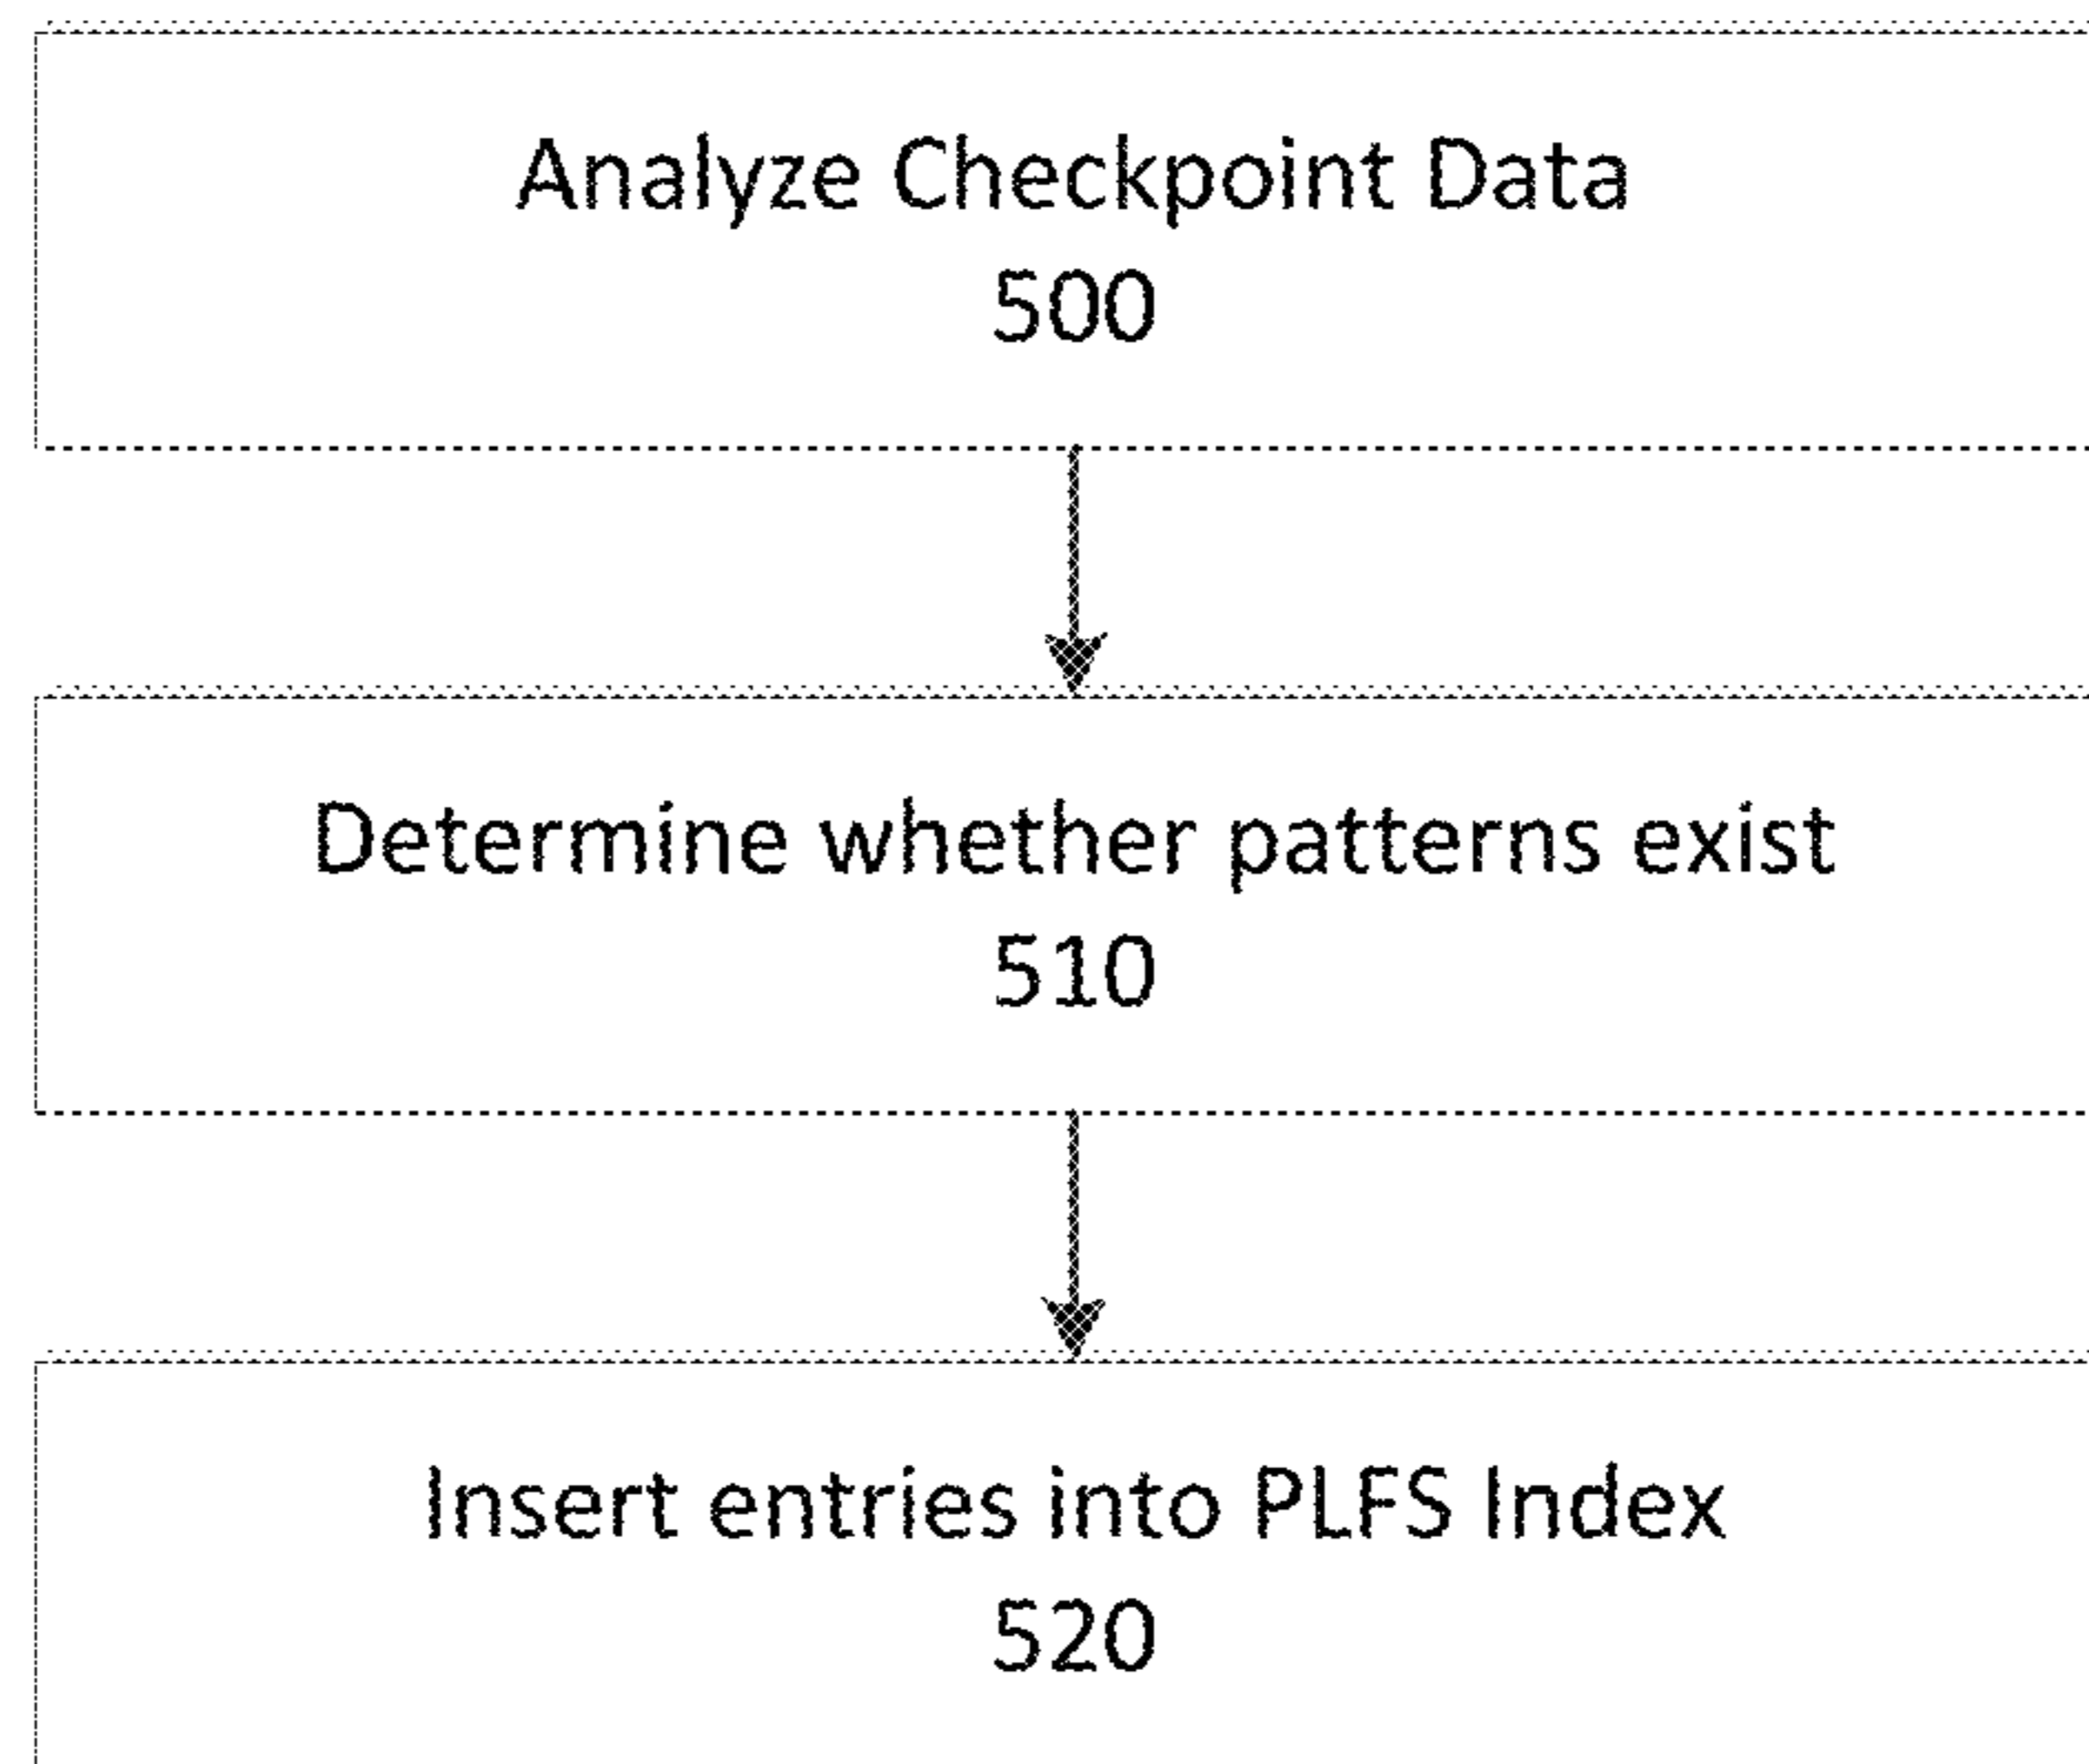 Analyze Checkpoint Data
500
Determine whether patterns exist
510
Insert entries into PLFS Index
520